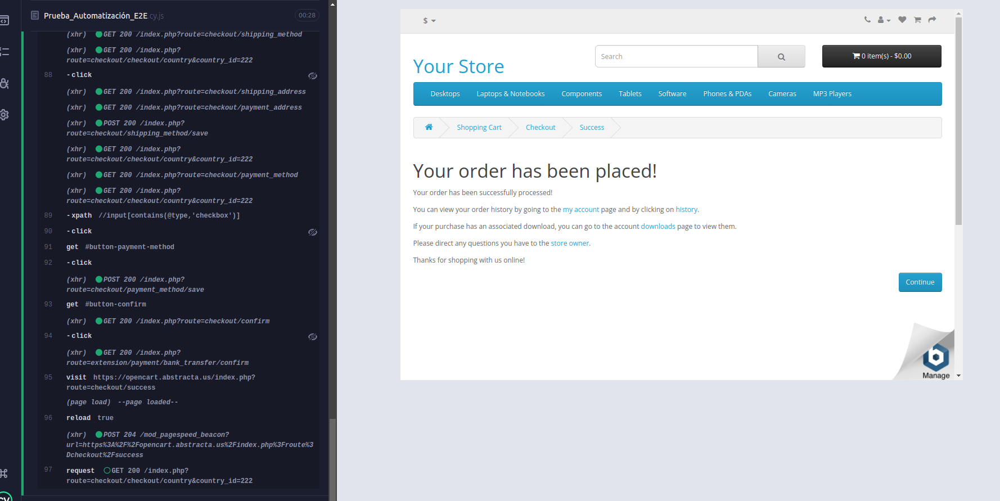 Prueba_Automatización_E2E.cy.js 00:28
(xhr) GET 200 /index.php?route=checkout/shipping_method
(xhr) GET 200 /index.php?
route=checkout/checkout/country&country_id=222
88 -click
(xhr) GET 200 /index.php?route=checkout/shipping_address
(xhr) GET 200 /index.php?route=checkout/payment_address
(xhr) POST 200 /index.php?
route=checkout/shipping_method/save
(xhr) GET 200 /index.php?
route=checkout/checkout/country&country_id=222
(xhr) GET 200 /index.php?route=checkout/payment_method
(xhr) GET 200 /index.php?
route=checkout/checkout/country&country_id=222
89 -xpath //input[contains(@type,'checkbox')]
90 -click
91 get #button-payment-method
92 -click
(xhr) POST 200 /index.php?
route=checkout/payment_method/save
93 get #button-confirm
(xhr) GET 200 /index.php?route=checkout/confirm
94 -click
(xhr) GET 200 /index.php?
route=extension/payment/bank_transfer/confirm
95 visit https://opencart.abstracta.us/index.php?
route=checkout/success
(page load) --page loaded--
96 reload true
(xhr) POST 204 /mod_pagespeed_beacon?
url=https%3A%2F%2Fopencart.abstracta.us%2Findex.php%3Froute%3
Dcheckout%2Fsuccess
97 request GET 200 /index.php?
route=checkout/checkout/country&country_id=222
$
Your Store
Search
0 item(s) - $0.00
Desktops Laptops & Notebooks Components Tablets Software Phones & PDAs Cameras MP3 Players
Shopping Cart Checkout Success
Your order has been placed!
Your order has been successfully processed!
You can view your order history by going to the my account page and by clicking on history.
If your purchase has an associated download, you can go to the account downloads page to view them.
Please direct any questions you have to the store owner.
Thanks for shopping with us online!
Continue
Manage